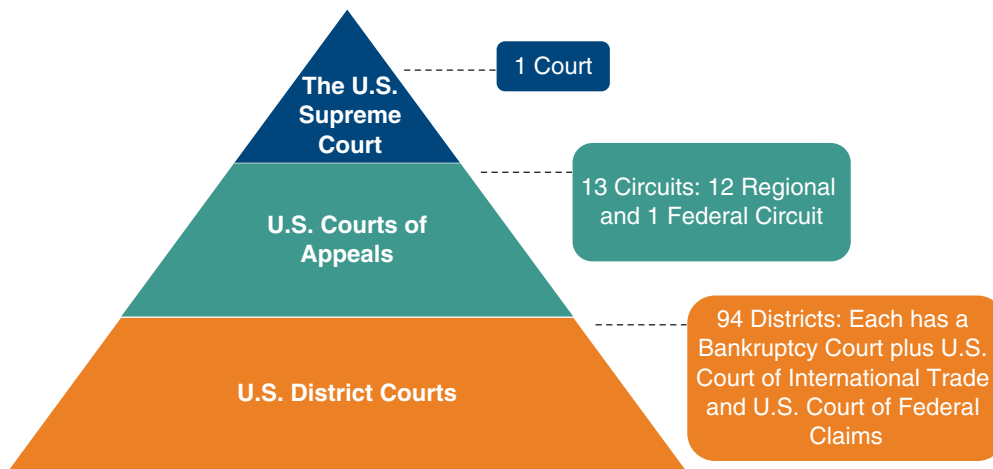 The U.S.
Supreme
Court
1 Court
U.S. Courts of
Appeals
13 Circuits: 12 Regional
and 1 Federal Circuit
U.S. District Courts
94 Districts: Each has a
Bankruptcy Court plus U.S.
Court of International Trade
and U.S. Court of Federal
Claims